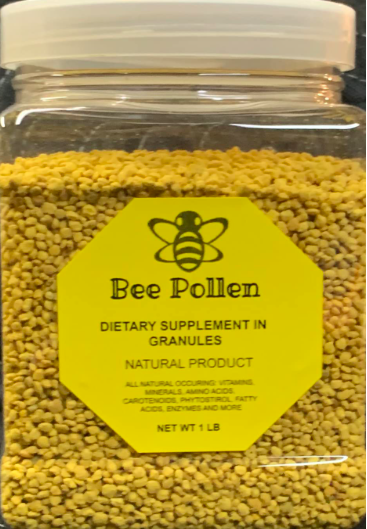 Bee Pollen
DIETARY SUPPLEMENT IN
GRANULES
NATURAL PRODUCT
ALL NATURAL OCCURING: VITAMINS,
MINERALS, AMINO ACIDS,
CAROTENOIDS, PHYTOSTIROL, FATTY
ACIDS, ENZYMES AND MORE
NET WT 1 LB